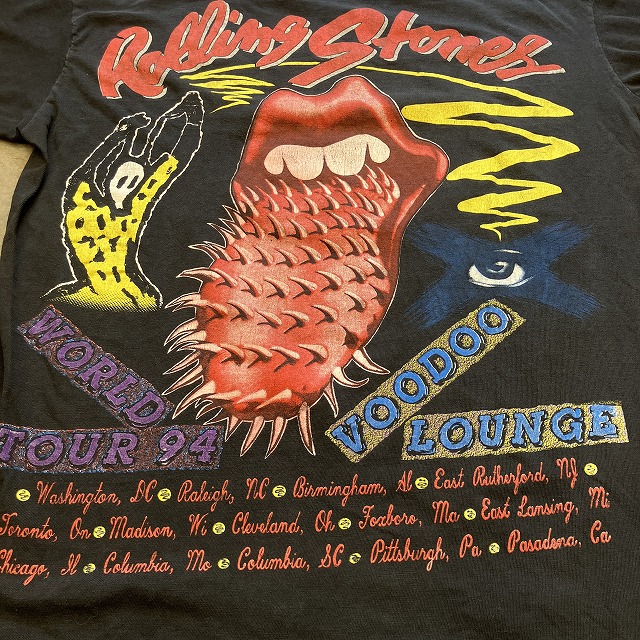 Rolling Stones
WORLD
TOUR 94
VOODOO
LOUNGE
Washington, DC Raleigh, NC Birmingham, Al East Rutherford, NJ
Toronto, On Madison, Wi Cleveland, Oh Foxboro, Ma East Lansing, Mi
Chicago, Il Columbia, Mo Columbia, SC Pittsburgh, Pa Pasadena, Ca